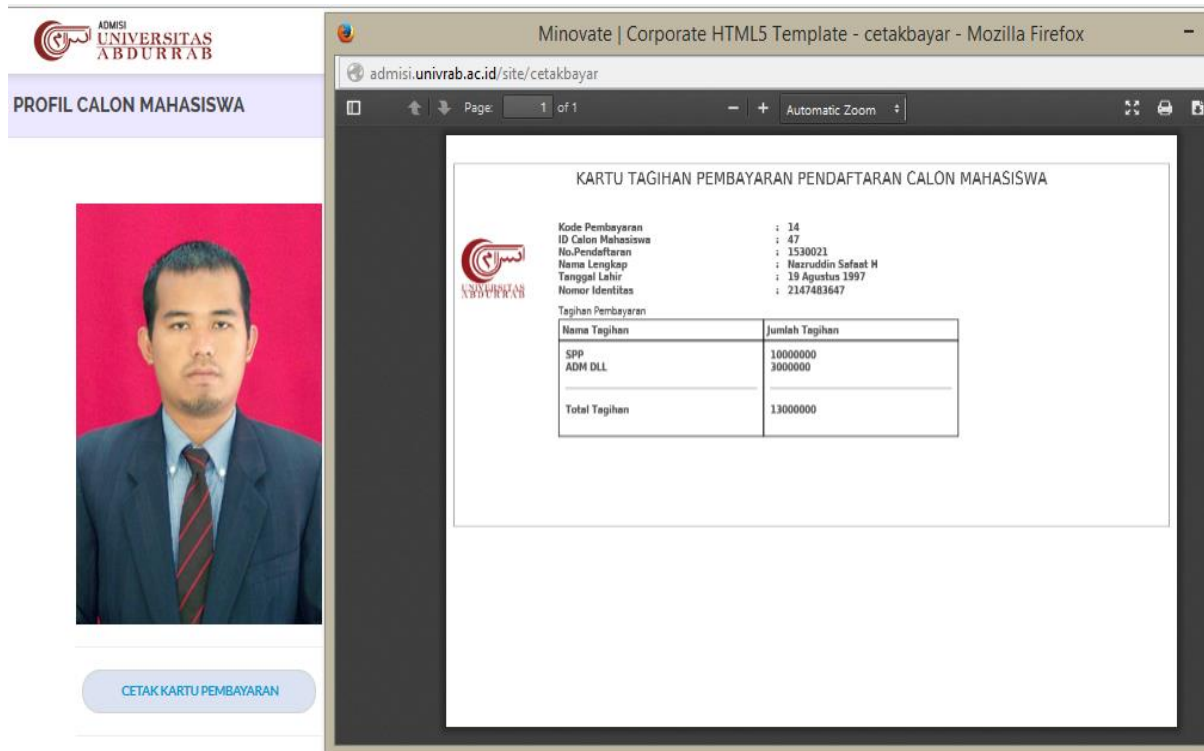 ADMISI
UNIVERSITAS
ABDURRAB
PROFIL CALON MAHASISWA
CETAK KARTU PEMBAYARAN
Minovate | Corporate HTML5 Template - cetakbayar - Mozilla Firefox
admisi.univrab.ac.id/site/cetakbayar
Page: 1 of 1 Automatic Zoom
KARTU TAGIHAN PEMBAYARAN PENDAFTARAN CALON MAHASISWA
UNIVERSITAS
ABDURRAB
Kode Pembayaran : 14
ID Calon Mahasiswa : 47
No.Pendaftaran : 1530021
Nama Lengkap : Nazruddin Safaat H
Tanggal Lahir : 19 Agustus 1997
Nomor Identitas : 2147483647
Tagihan Pembayaran
Nama Tagihan Jumlah Tagihan
SPP 10000000
ADM DLL 3000000
Total Tagihan 13000000